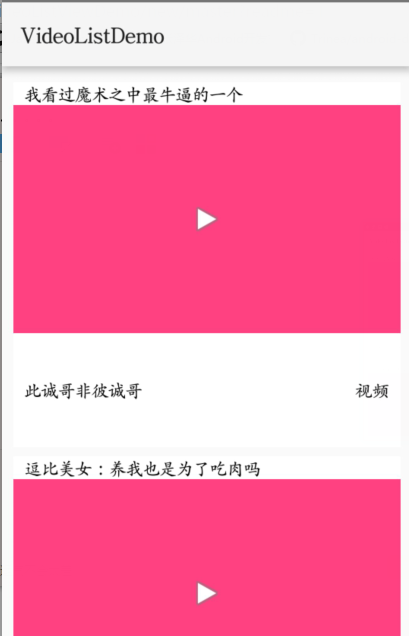 VideoListDemo
我看过魔术之中最牛逼的一个
此诚哥非彼诚哥 视频
逗比美女：养我也是为了吃肉吗